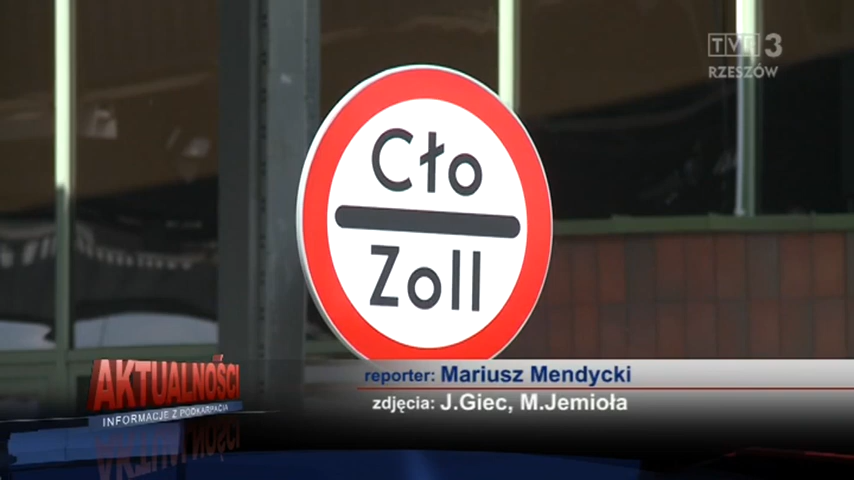 TVP3
RZESZÓW
Cło
Zoll
AKTUALNOŚCI
INFORMACJE Z PODKARPACIA
reporter: Mariusz Mendycki
zdjęcia: J.Giec, M.Jemioła